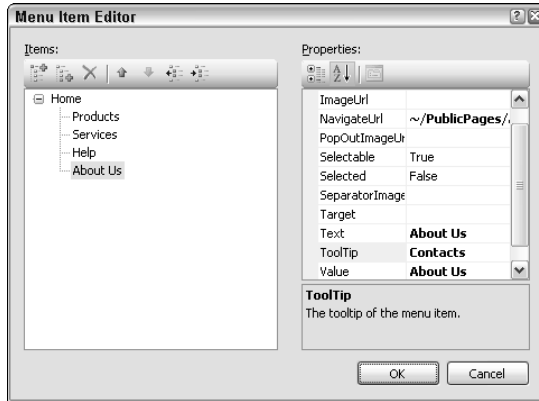 Menu Item Editor
Items:
Properties:
Home
Products
Services
Help
About Us
ImageUrl
NavigateUrl ~/PublicPages/
PopOutImageUr
Selectable True
Selected False
SeparatorImage
Target
Text About Us
ToolTip Contacts
Value About Us
ToolTip
The tooltip of the menu item.
OK Cancel